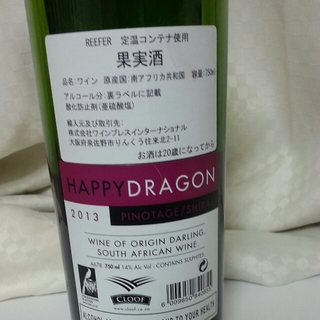 REEFER 定温コンテナ使用
果実酒
品名:ワイン 原産国:南アフリカ共和国 容量:750ml
アルコール分:裏ラベルに記載
酸化防止剤(亜硫酸塩)
輸入元及び取引先:
株式会社ワインプレスインターナショナル
大阪府泉佐野市りんくう往来北2-11
お酒は20歳になってから
HAPPYDRAGON
2013 PINOTAGE/SHIRAZ
WINE OF ORIGIN DARLING.
SOUTH AFRICAN WINE.
A678 750 ml 14% Alc Vol - CONTAINS SULPHITES
CLOOF
TO YOUR HEALTH